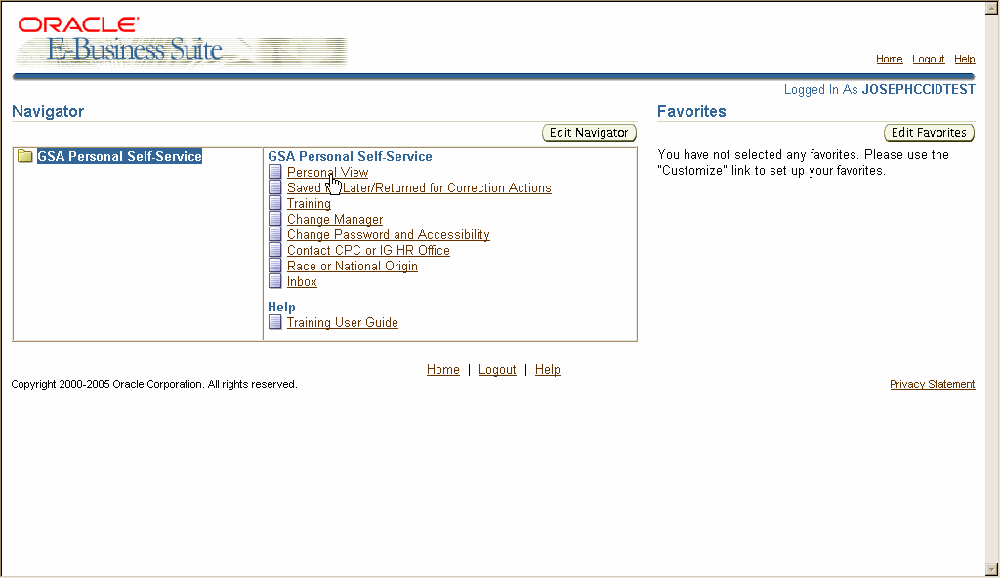 ORACLE
E-Business Suite
Home Logout Help
Logged In As JOSEPHCCIDTEST
Navigator
Edit Navigator
GSA Personal Self-Service
GSA Personal Self-Service
Personal View
Saved Later/Returned for Correction Actions
Training
Change Manager
Change Password and Accessibility
Contact CPC or IG HR Office
Race or National Origin
Inbox
Help
Training User Guide
Favorites
Edit Favorites
You have not selected any favorites. Please use the
"Customize" link to set up your favorites.
Home | Logout | Help
Copyright 2000-2005 Oracle Corporation. All rights reserved.
Privacy Statement